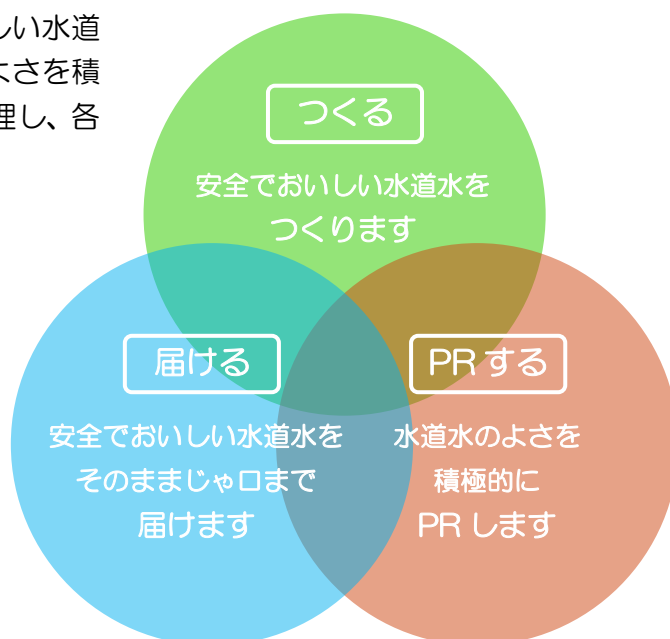 しい水道
よさを積
理し、各
つくる
安全でおいしい水道水を
つくります
届ける
安全でおいしい水道水を
そのままじゃ口まで
届けます
PRする
水道水のよさを
積極的に
PRします